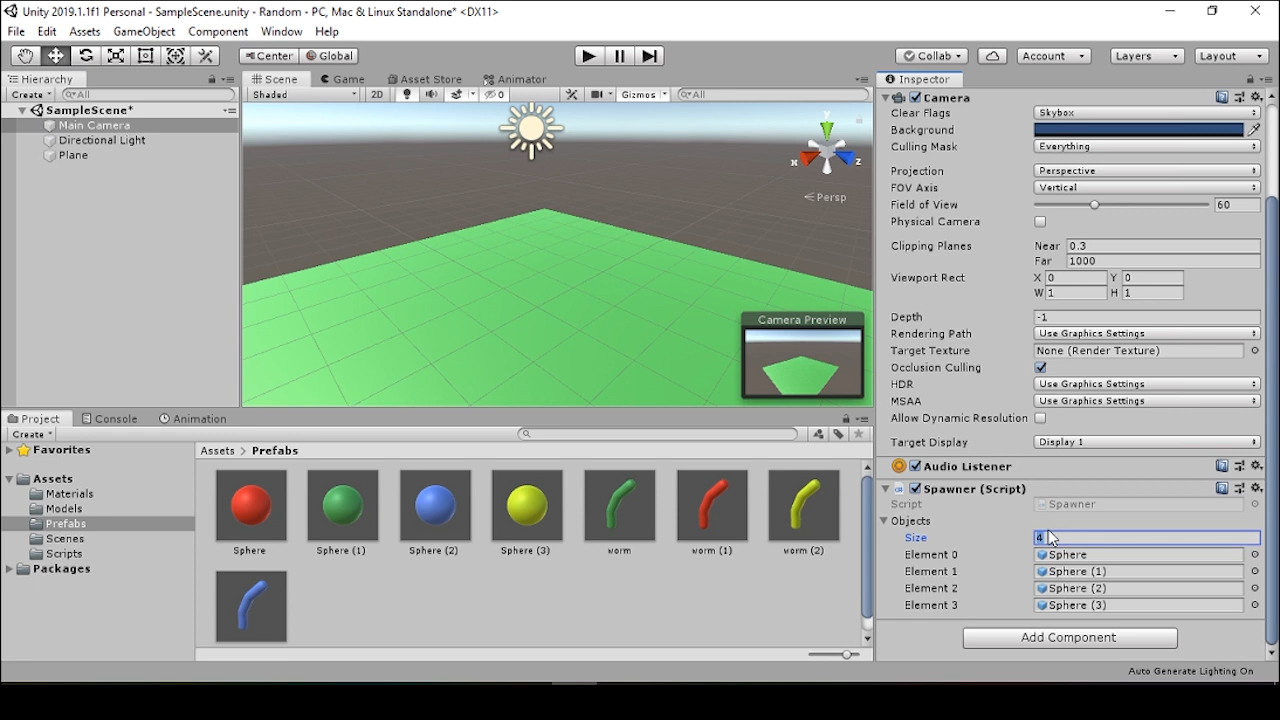 Unity 2019.1.1f1 Personal - SampleScene.unity - Random - PC, Mac & Linux Standalone* <DX11>
File Edit Assets GameObject Component Window Help
Center Global Collab Account Layers Layout
Hierarchy
Create All
SampleScene*
Main Camera
Directional Light
Plane
Scene Game Asset Store Animator
Shaded 2D 0 Gizmos All
y
x
z
Persp
Camera Preview
Project Console Animation
Create
Favorites
Assets
Materials
Models
Prefabs
Scenes
Scripts
Packages
Assets > Prefabs
Sphere Sphere (1) Sphere (2) Sphere (3) worm worm (1) worm (2)
Inspector
Camera
Clear Flags Skybox
Background
Culling Mask Everything
Projection Perspective
FOV Axis Vertical
Field of View 60
Physical Camera
Clipping Planes Near 0.3
Far 1000
Viewport Rect X 0 Y 0
W 1 H 1
Depth -1
Rendering Path Use Graphics Settings
Target Texture None (Render Texture)
Occlusion Culling
HDR Use Graphics Settings
MSAA Use Graphics Settings
Allow Dynamic Resolution
Target Display Display 1
Audio Listener
Spawner (Script)
Script Spawner
Objects
Size 4
Element 0 Sphere
Element 1 Sphere (1)
Element 2 Sphere (2)
Element 3 Sphere (3)
Add Component
Auto Generate Lighting On